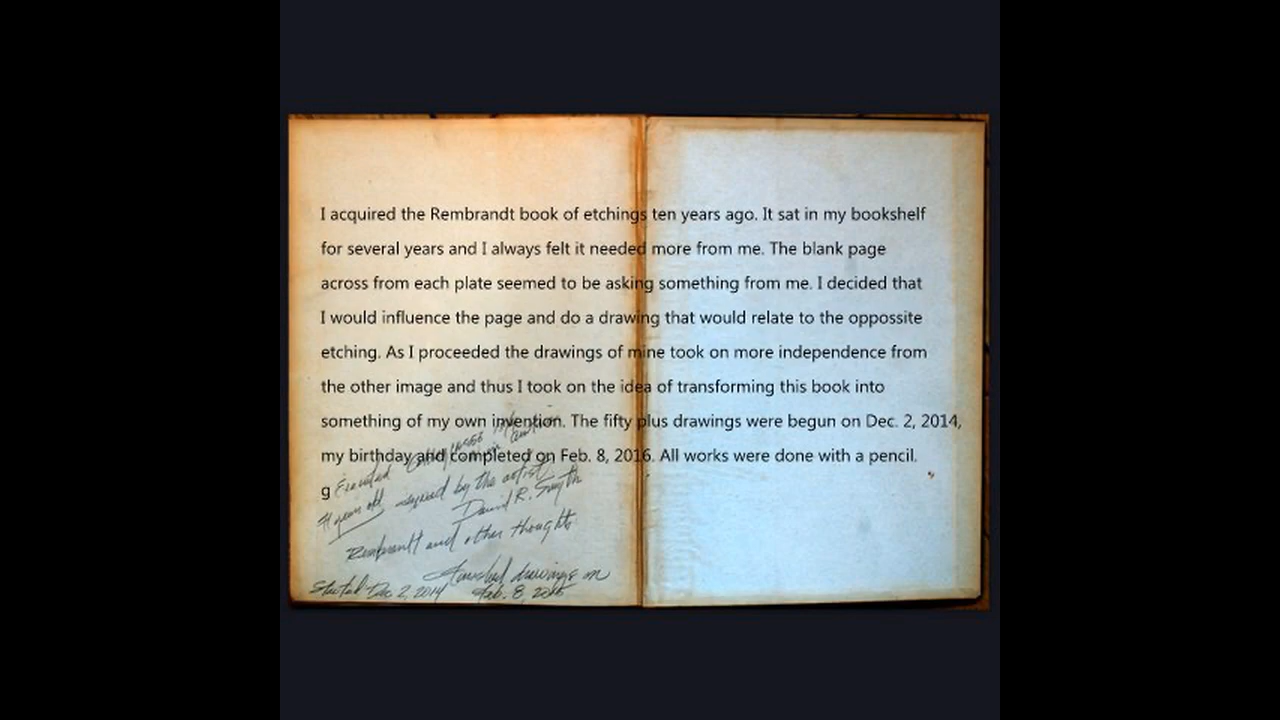 I acquired the Rembrandt book of etchings ten years ago. It sat in my bookshelf
for several years and I always felt it needed more from me. The blank page
across from each plate seemed to be asking something from me. I decided that
I would influence the page and do a drawing that would relate to the oppossite
etching. As I proceeded the drawings of mine took on more independence from
the other image and thus I took on the idea of transforming this book into
something of my own invention. The fifty plus drawings were begun on Dec. 2, 2014,
my birthday and completed on Feb. 8, 2016. All works were done with a pencil.
g
Executed
signed by the artist
David R. Smyth
Rembrandt and other thoughts
drawings on
Started Dec 2, 2014 Feb. 8,